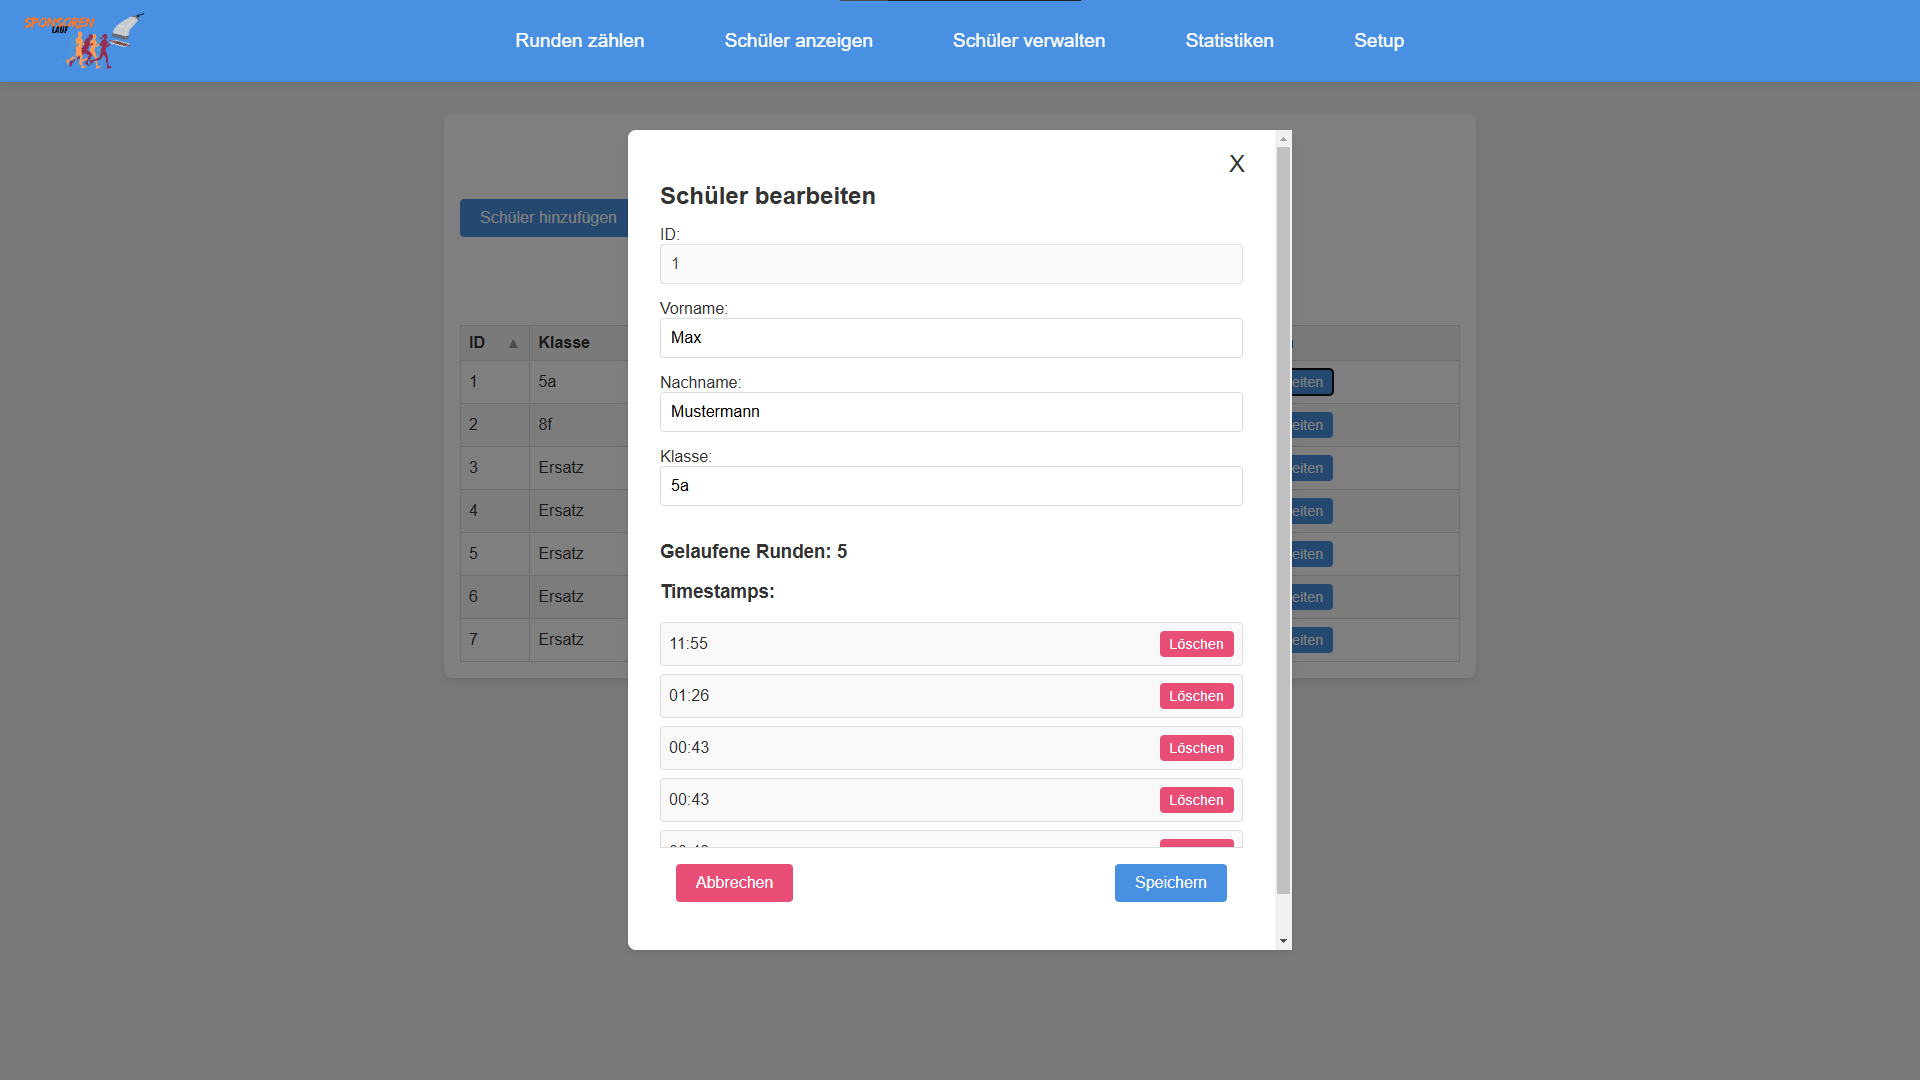 SPONSOREN
LAUF
Runden zählen
Schüler anzeigen
Schüler verwalten
Statistiken
Setup
Schüler hinzufügen
X
Schüler bearbeiten
ID:
1
Vorname:
Max
Nachname:
Mustermann
Klasse:
5a
Gelaufene Runden: 5
Timestamps:
11:55 Löschen
01:26 Löschen
00:43 Löschen
00:43 Löschen
Abbrechen
Speichern
ID ▲ Klasse
1 5a eiten
2 8f eiten
3 Ersatz eiten
4 Ersatz eiten
5 Ersatz eiten
6 Ersatz eiten
7 Ersatz eiten